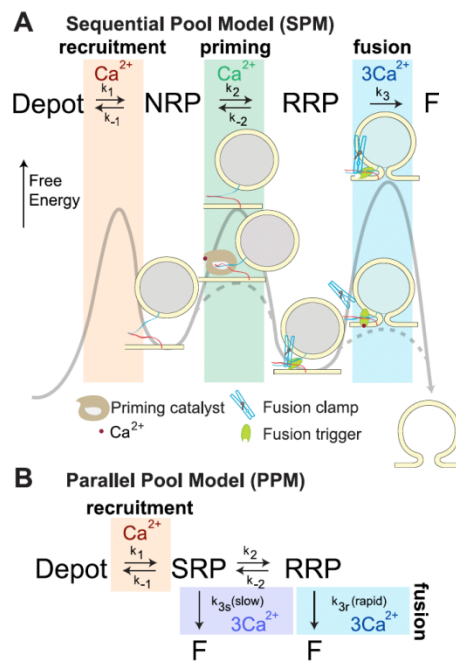 A Sequential Pool Model (SPM)
recruitment priming fusion
Ca2+ Ca2+ 3Ca2+
k1 k2 k3
Depot ⇌ NRP ⇌ RRP → F
k-1 k-2
Free
Energy
Priming catalyst Fusion clamp
Ca2+ Fusion trigger
B Parallel Pool Model (PPM)
recruitment
Ca2+
k1 k2
Depot ⇌ SRP ⇌ RRP
k-1 k-2
k3s(slow) k3r(rapid)
3Ca2+ 3Ca2+
fusion
F F